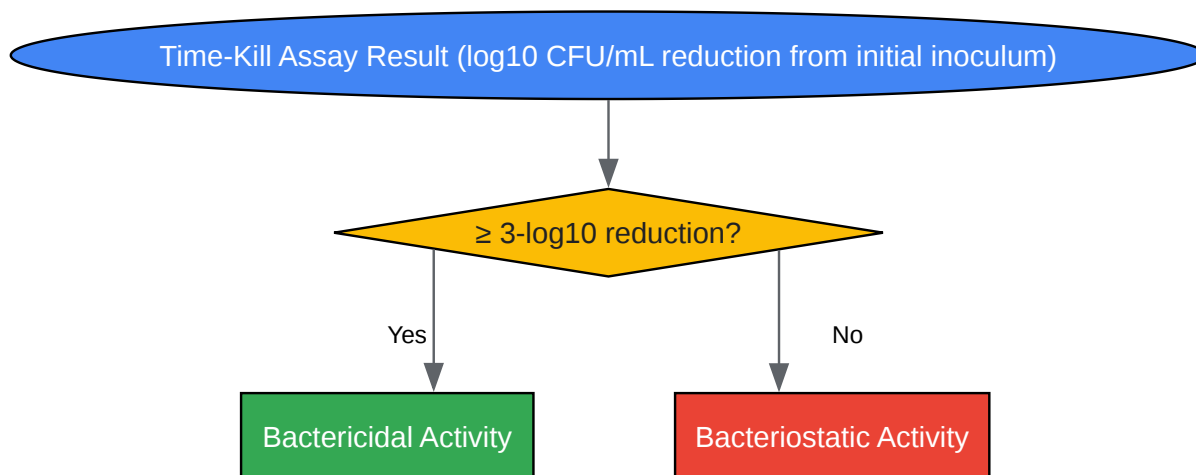 Time-Kill Assay Result (log10 CFU/mL reduction from initial inoculum)
≥ 3-log10 reduction?
Yes
No
Bactericidal Activity
Bacteriostatic Activity